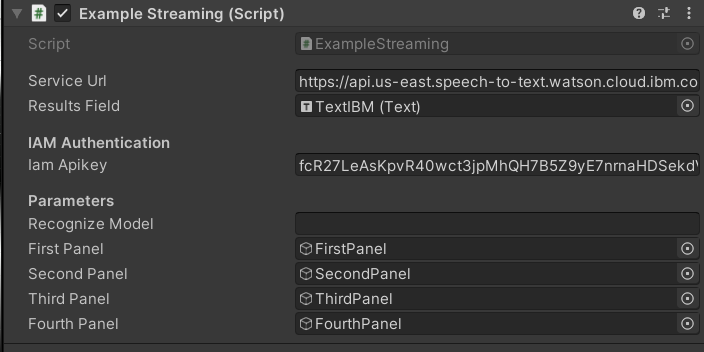 Example Streaming (Script)
Script ExampleStreaming
Service Url https://api.us-east.speech-to-text.watson.cloud.ibm.co
Results Field TextIBM (Text)
IAM Authentication
Iam Apikey fcR27LeAsKpvR40wct3jpMhQH7B5Z9yE7nrnaHDSekd
Parameters
Recognize Model
First Panel FirstPanel
Second Panel SecondPanel
Third Panel ThirdPanel
Fourth Panel FourthPanel